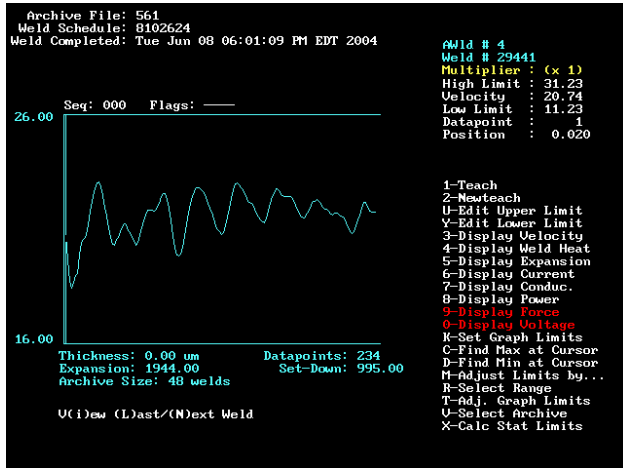 Archive File: 561
Weld Schedule: 8102624
Weld Completed: Tue Jun 08 06:01:09 PM EDT 2004
AWld # 4
Weld # 29441
Multiplier : (x 1)
High Limit : 31.23
Velocity : 20.74
Low Limit : 11.23
Datapoint : 1
Position : 0.020
Seq: 000 Flags:
26.00
16.00
Thickness: 0.00 um Datapoints: 234
Expansion: 1944.00 Set-Down: 995.00
Archive Size: 48 welds
V(i)ew (L)ast/(N)ext Weld
1-Teach
2-Newteach
U-Edit Upper Limit
Y-Edit Lower Limit
3-Display Velocity
4-Display Weld Heat
5-Display Expansion
6-Display Current
7-Display Conduc.
8-Display Power
9-Display Force
0-Display Voltage
K-Set Graph Limits
C-Find Max at Cursor
D-Find Min at Cursor
M-Adjust Limits by...
R-Select Range
T-Adj. Graph Limits
V-Select Archive
X-Calc Stat Limits